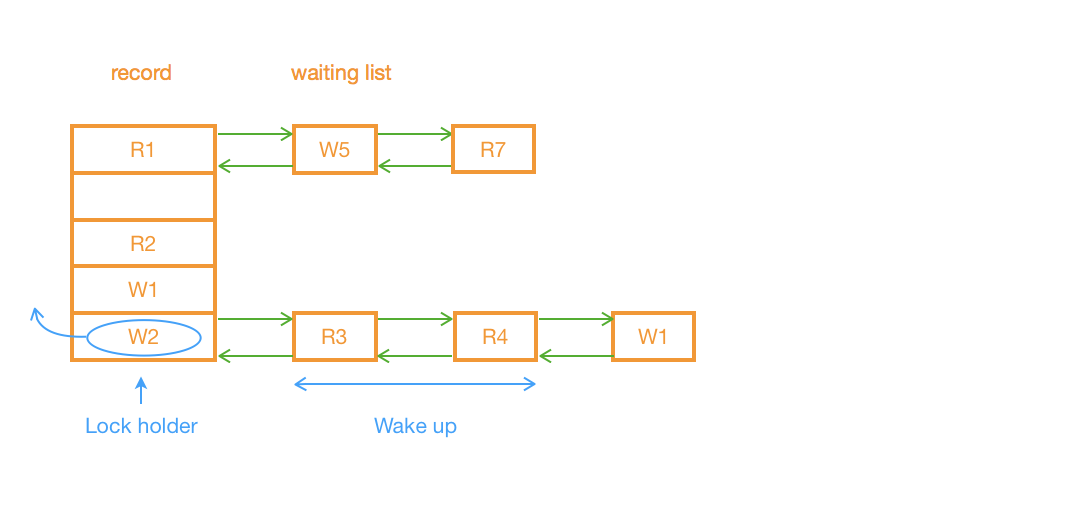 record
waiting list
R1
W5
R7
R2
W1
W2
R3
R4
W1
Lock holder
Wake up